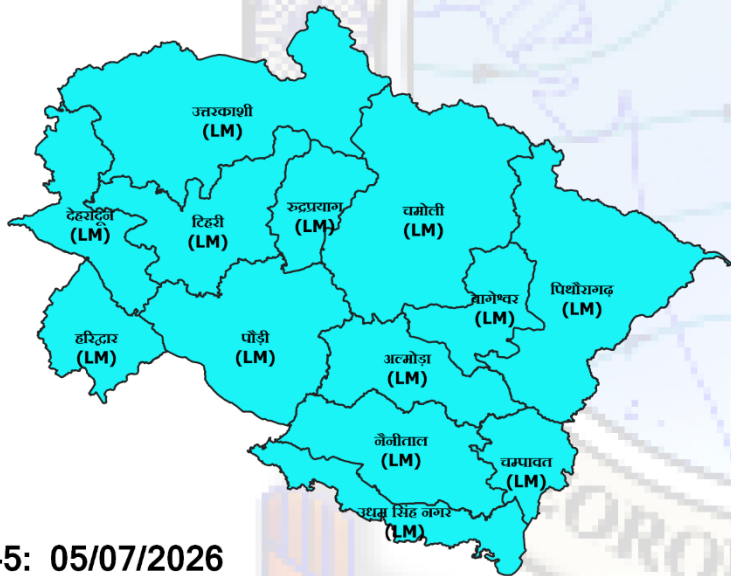 उत्तरकाशी
(LM)
देहरादून
(LM)
टिहरी
(LM)
रुद्रप्रयाग
(LM)
चमोली
(LM)
बागेश्वर
(LM)
पिथौरागढ़
(LM)
हरिद्वार
(LM)
पौड़ी
(LM)
अल्मोड़ा
(LM)
नैनीताल
(LM)
चम्पावत
(LM)
उधम सिंह नगर
(LM)
-5: 05/07/2026